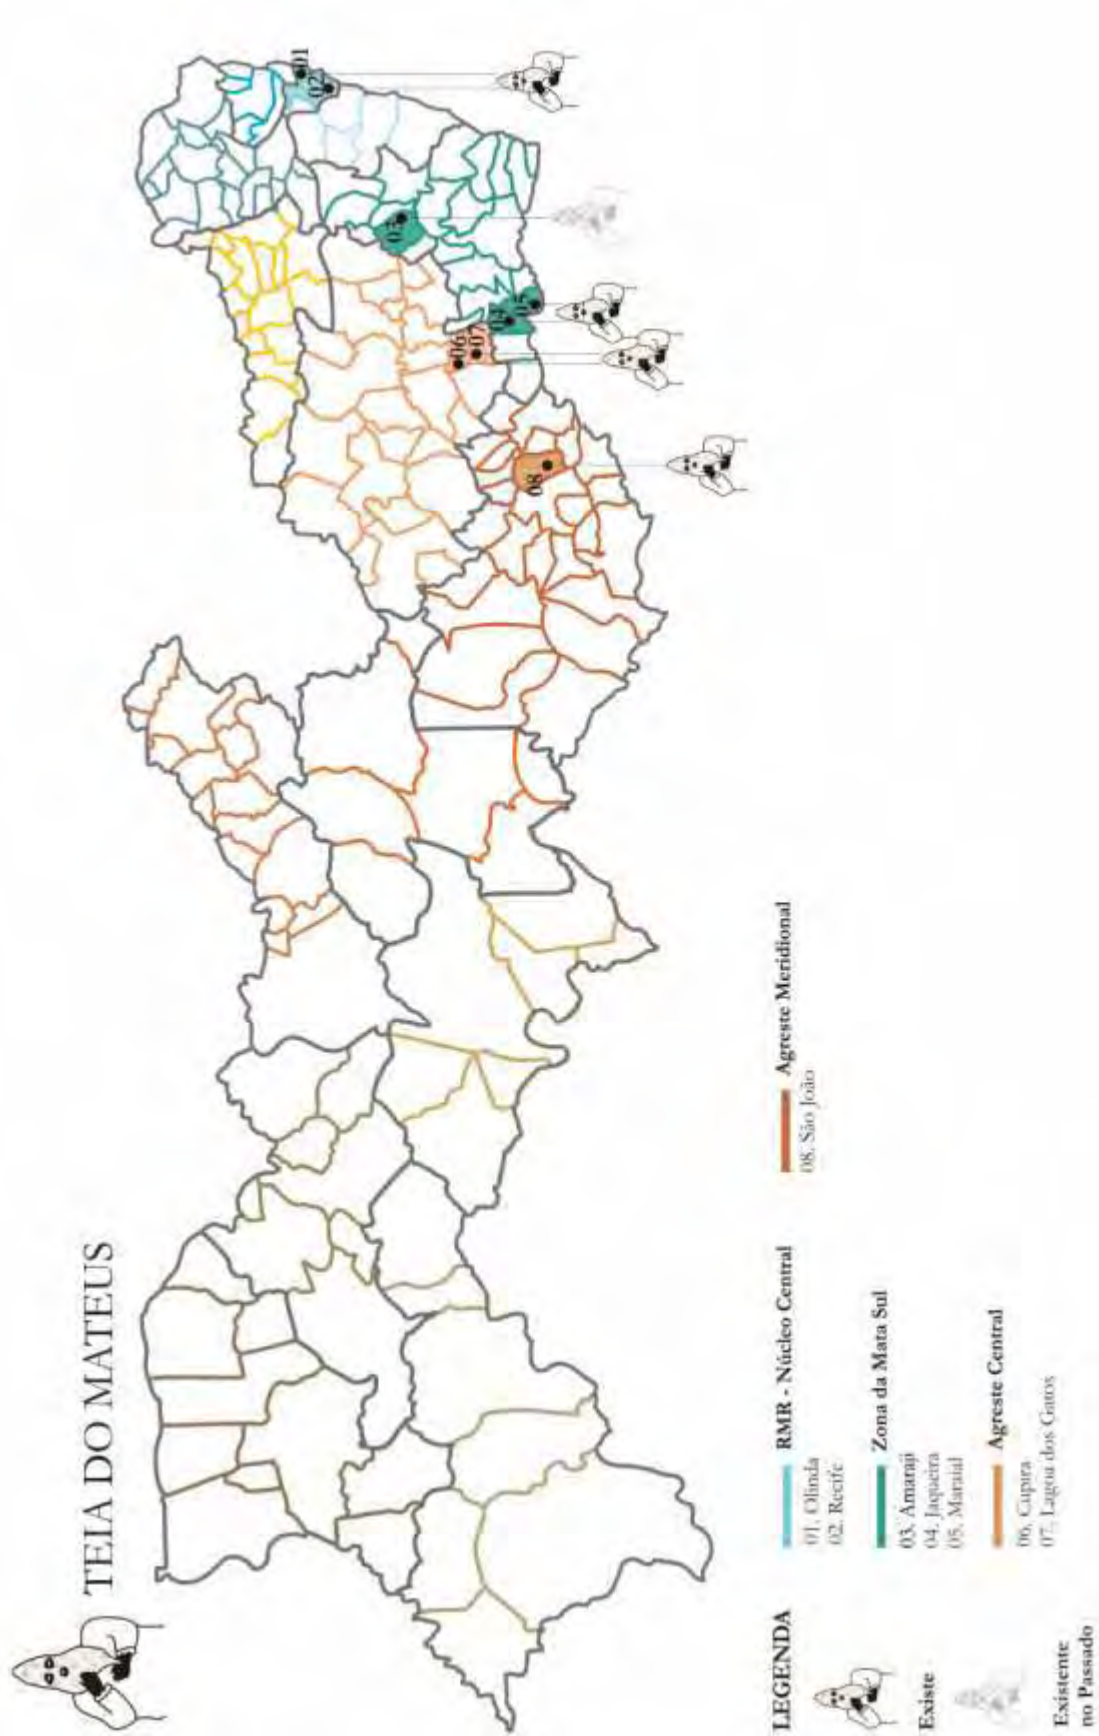 TEIA DO MATEUS
01
02
03
04
05
06
07
08
LEGENDA
Existe
Existente
no Passado
RMR - Núcleo Central
01. Olinda
02. Recife
Zona da Mata Sul
03. Amaraji
04. Jaqueira
05. Maraial
Agreste Central
06. Cupira
07. Lagoa dos Gatos
Agreste Meridional
08. São João